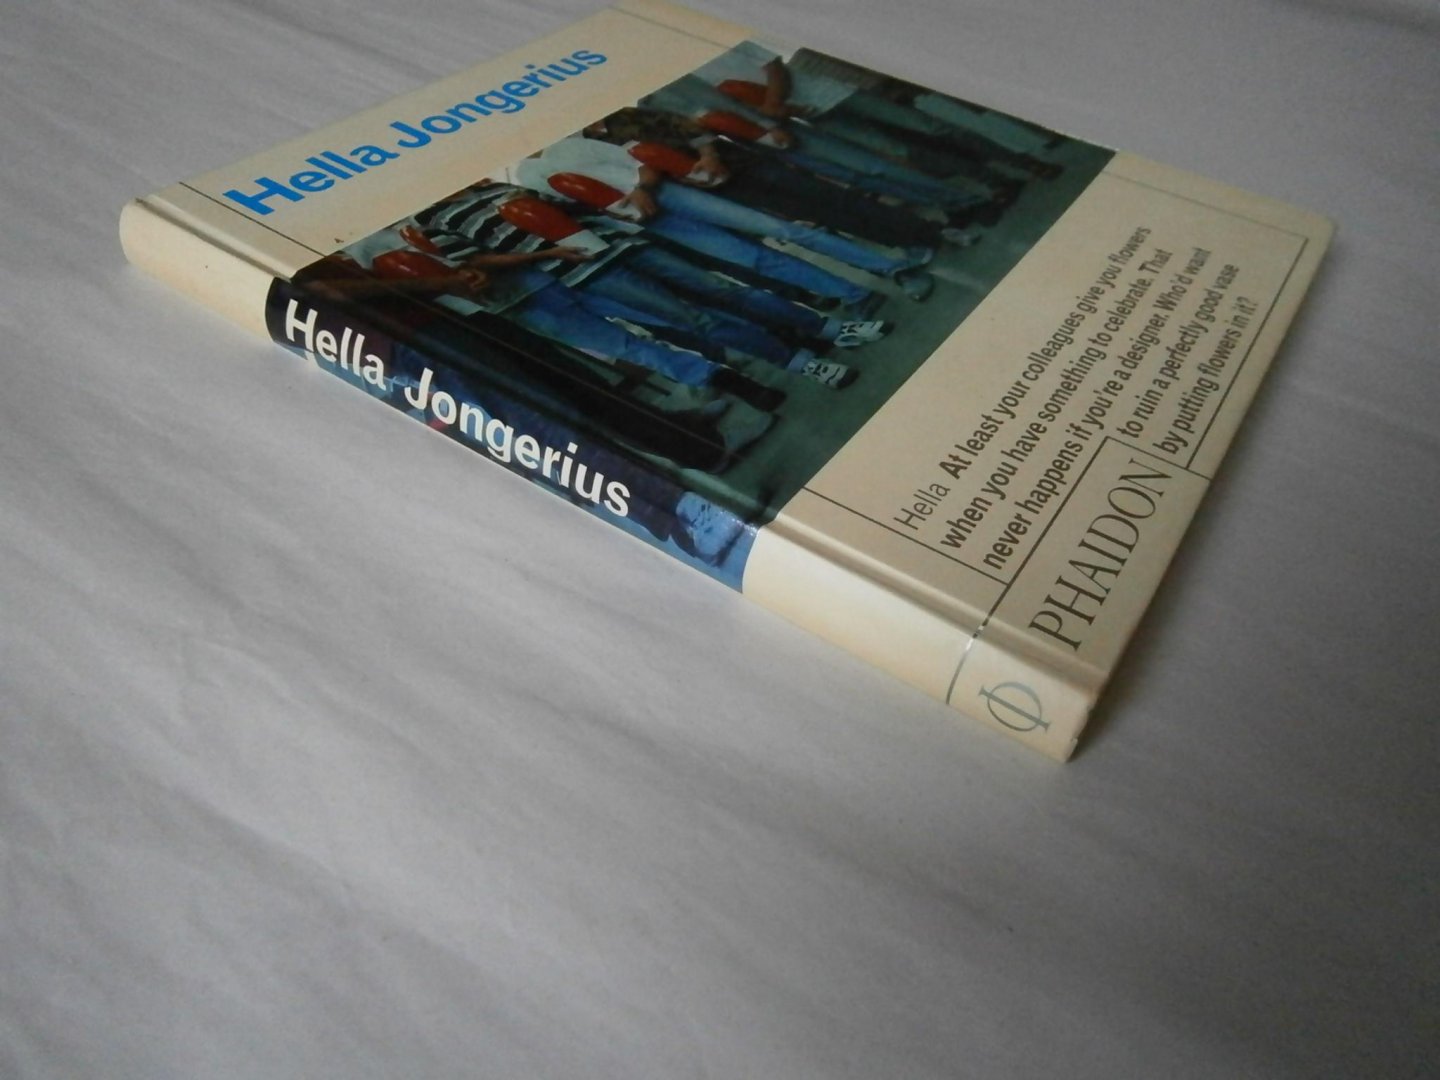 Hella Jongerius
Hella Jongerius
Hella At least your colleagues give you flowers
when you have something to celebrate. That
never happens if you're a designer. Who'd want
to ruin a perfectly good vase
by putting flowers in it?
PHAIDON
Φ